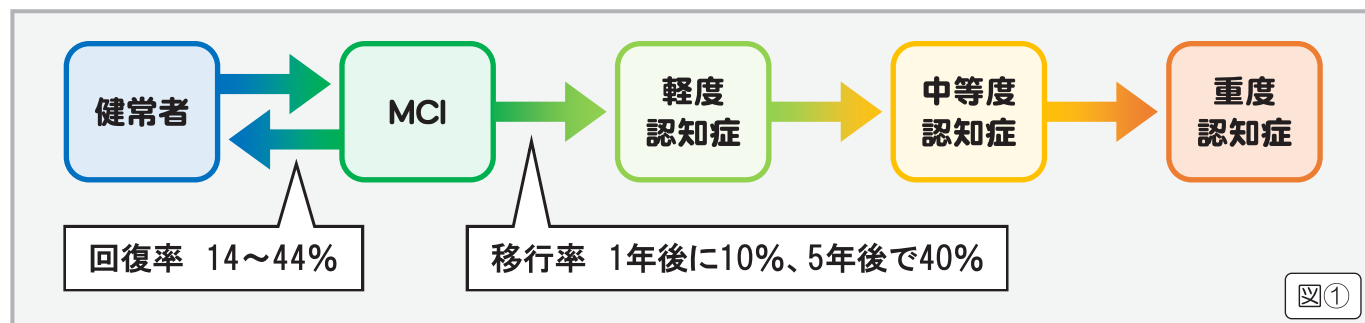 健常者
MCI
軽度
認知症
中等度
認知症
重度
認知症
回復率 14～44%
移行率 1年後に10%、5年後で40%
図①